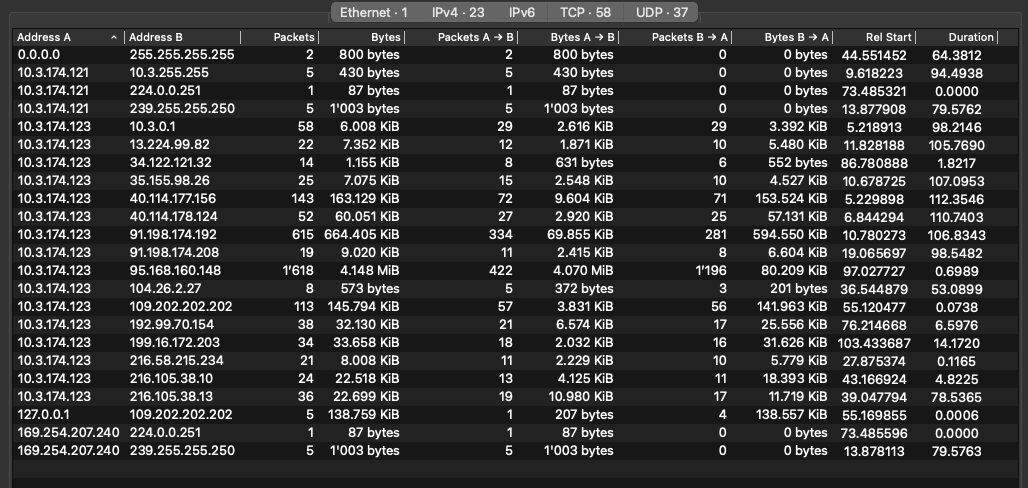 Ethernet · 1 IPv4 · 23 IPv6 TCP · 58 UDP · 37
Address A Address B Packets Bytes Packets A → B Bytes A → B Packets B → A Bytes B → A Rel Start Duration
0.0.0.0 255.255.255.255 2 800 bytes 2 800 bytes 0 0 bytes 44.551452 64.3812
10.3.174.121 10.3.255.255 5 430 bytes 5 430 bytes 0 0 bytes 9.618223 94.4938
10.3.174.121 224.0.0.251 1 87 bytes 1 87 bytes 0 0 bytes 73.485321 0.0000
10.3.174.121 239.255.255.250 5 1'003 bytes 5 1'003 bytes 0 0 bytes 13.877908 79.5762
10.3.174.123 10.3.0.1 58 6.008 KiB 29 2.616 KiB 29 3.392 KiB 5.218913 98.2146
10.3.174.123 13.224.99.82 22 7.352 KiB 12 1.871 KiB 10 5.480 KiB 11.828188 105.7690
10.3.174.123 34.122.121.32 14 1.155 KiB 8 631 bytes 6 552 bytes 86.780888 1.8217
10.3.174.123 35.155.98.26 25 7.075 KiB 15 2.548 KiB 10 4.527 KiB 10.678725 107.0953
10.3.174.123 40.114.177.156 143 163.129 KiB 72 9.604 KiB 71 153.524 KiB 5.229898 112.3546
10.3.174.123 40.114.178.124 52 60.051 KiB 27 2.920 KiB 25 57.131 KiB 6.844294 110.7403
10.3.174.123 91.198.174.192 615 664.405 KiB 334 69.855 KiB 281 594.550 KiB 10.780273 106.8343
10.3.174.123 91.198.174.208 19 9.020 KiB 11 2.415 KiB 8 6.604 KiB 19.065697 98.5482
10.3.174.123 95.168.160.148 1'618 4.148 MiB 422 4.070 MiB 1'196 80.209 KiB 97.027727 0.6989
10.3.174.123 104.26.2.27 8 573 bytes 5 372 bytes 3 201 bytes 36.544879 53.0899
10.3.174.123 109.202.202.202 113 145.794 KiB 57 3.831 KiB 56 141.963 KiB 55.120477 0.0738
10.3.174.123 192.99.70.154 38 32.130 KiB 21 6.574 KiB 17 25.556 KiB 76.214668 6.5976
10.3.174.123 199.16.172.203 34 33.658 KiB 18 2.032 KiB 16 31.626 KiB 103.433687 14.1720
10.3.174.123 216.58.215.234 21 8.008 KiB 11 2.229 KiB 10 5.779 KiB 27.875374 0.1165
10.3.174.123 216.105.38.10 24 22.518 KiB 13 4.125 KiB 11 18.393 KiB 43.166924 4.8225
10.3.174.123 216.105.38.13 36 22.699 KiB 19 10.980 KiB 17 11.719 KiB 39.047794 78.5365
127.0.0.1 109.202.202.202 5 138.759 KiB 1 207 bytes 4 138.557 KiB 55.169855 0.0006
169.254.207.240 224.0.0.251 1 87 bytes 1 87 bytes 0 0 bytes 73.485596 0.0000
169.254.207.240 239.255.255.250 5 1'003 bytes 5 1'003 bytes 0 0 bytes 13.878113 79.5763